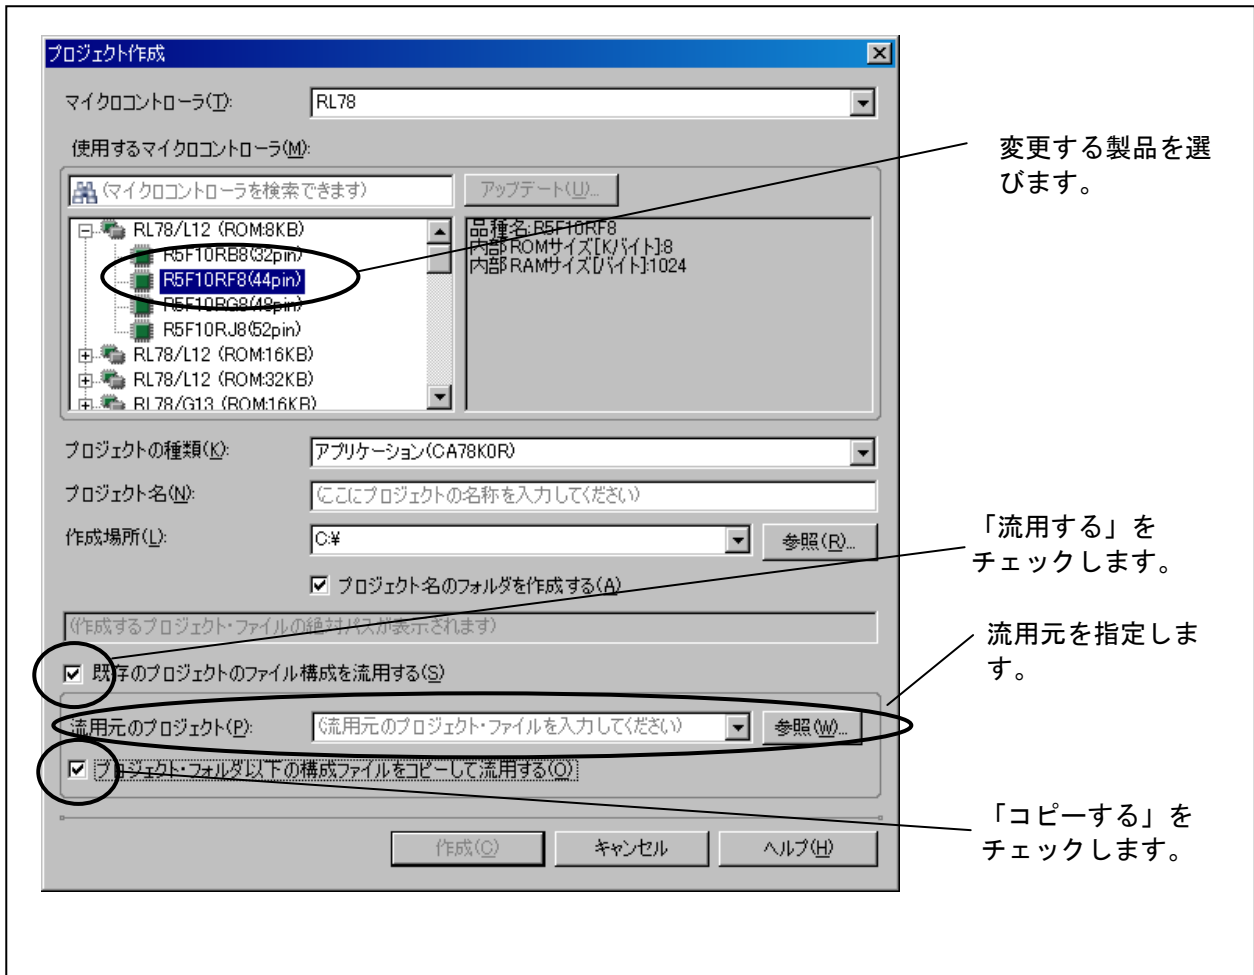 プロジェクト作成
マイクロコントローラ(T):
RL78
使用するマイクロコントローラ(M):
(マイクロコントローラを検索できます)
アップデート(U)...
RL78/L12 (ROM:8KB)
R5F10RB8(32pin)
R5F10RF8(44pin)
R5F10RG8(48pin)
R5F10RJ8(52pin)
RL78/L12 (ROM:16KB)
RL78/L12 (ROM:32KB)
RL78/G13 (ROM:16KB)
品種名:R5F10RF8
内部ROMサイズ[Kバイト]:8
内部RAMサイズ[バイト]:1024
変更する製品を選
びます。
プロジェクトの種類(K):
アプリケーション(CA78K0R)
プロジェクト名(N):
(ここにプロジェクトの名称を入力してください)
作成場所(L):
C:¥
参照(R)...
プロジェクト名のフォルダを作成する(A)
「流用する」を
チェックします。
(作成するプロジェクト・ファイルの絶対パスが表示されます)
既存のプロジェクトのファイル構成を流用する(S)
流用元を指定しま
す。
流用元のプロジェクト(P):
(流用元のプロジェクト・ファイルを入力してください)
参照(W)...
プロジェクト・フォルダ以下の構成ファイルをコピーして流用する(O)
「コピーする」を
チェックします。
作成(C)
キャンセル
ヘルプ(H)